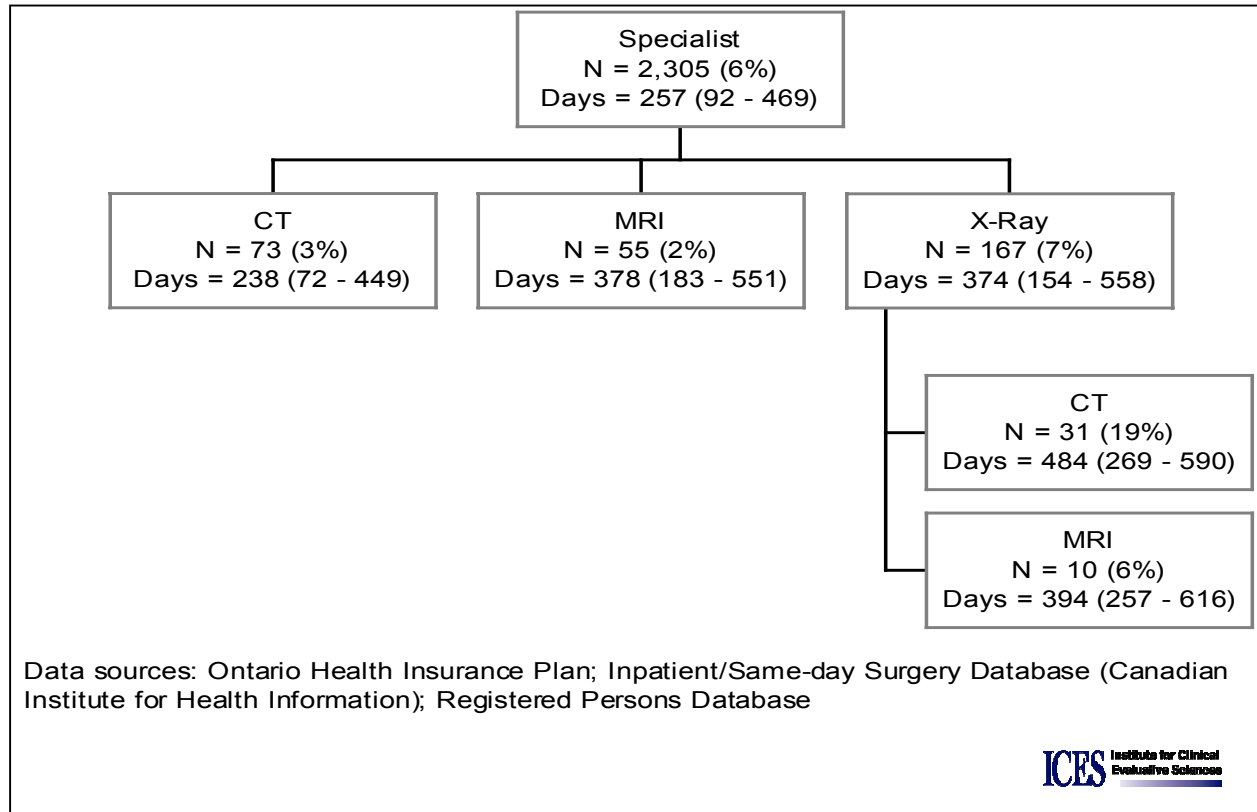 Specialist
N = 2,305 (6%)
Days = 257 (92 - 469)
CT
N = 73 (3%)
Days = 238 (72 - 449)
MRI
N = 55 (2%)
Days = 378 (183 - 551)
X-Ray
N = 167 (7%)
Days = 374 (154 - 558)
CT
N = 31 (19%)
Days = 484 (269 - 590)
MRI
N = 10 (6%)
Days = 394 (257 - 616)
Data sources: Ontario Health Insurance Plan; Inpatient/Same-day Surgery Database (Canadian
Institute for Health Information); Registered Persons Database
ICES Institute for Clinical
Evaluative Sciences